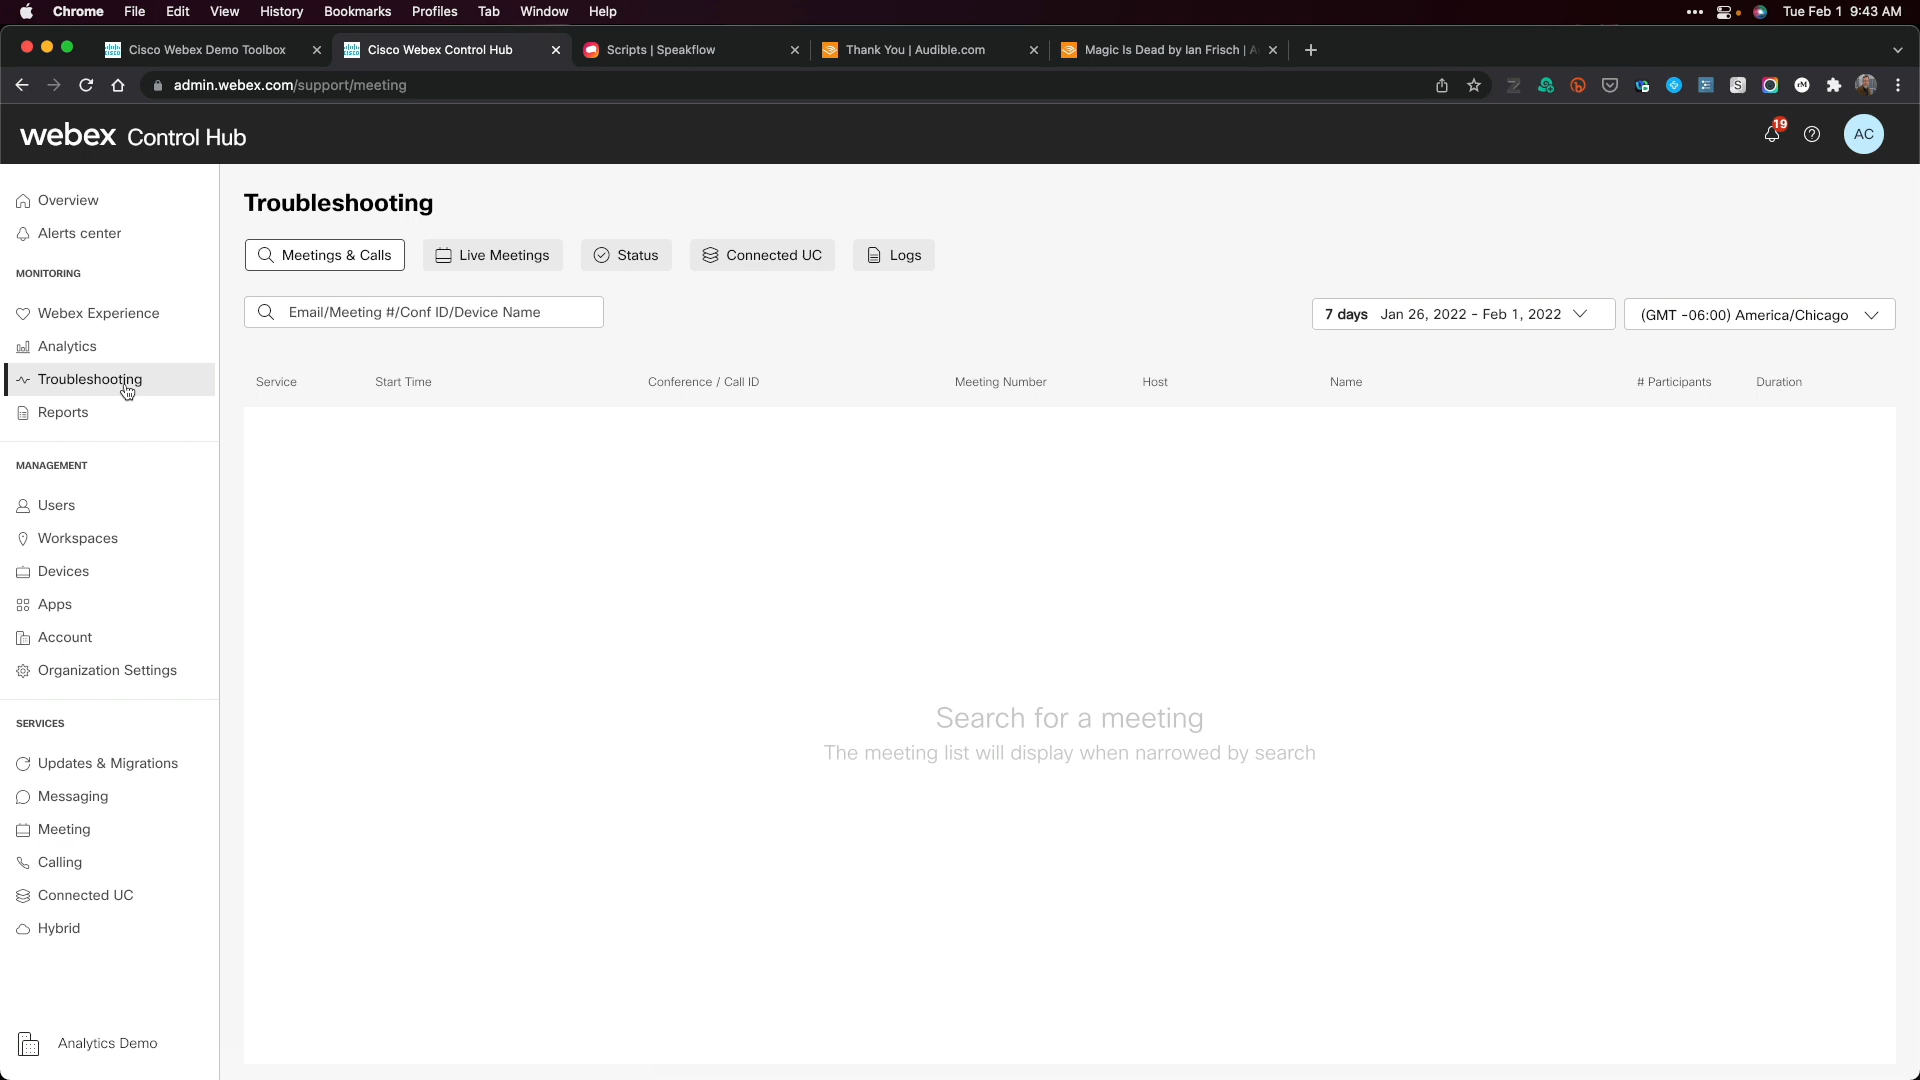 Chrome File Edit View History Bookmarks Profiles Tab Window Help Tue Feb 1 9:43 AM
Cisco Webex Demo Toolbox Cisco Webex Control Hub Scripts | Speakflow Thank You | Audible.com Magic Is Dead by Ian Frisch |
admin.webex.com/support/meeting
webex Control Hub 19 AC
Overview
Alerts center
MONITORING
Webex Experience
Analytics
Troubleshooting
Reports
MANAGEMENT
Users
Workspaces
Devices
Apps
Account
Organization Settings
SERVICES
Updates & Migrations
Messaging
Meeting
Calling
Connected UC
Hybrid
Analytics Demo
Troubleshooting
Meetings & Calls Live Meetings Status Connected UC Logs
Email/Meeting #/Conf ID/Device Name 7 days Jan 26, 2022 - Feb 1, 2022 (GMT -06:00) America/Chicago
Service Start Time Conference / Call ID Meeting Number Host Name # Participants Duration
Search for a meeting
The meeting list will display when narrowed by search